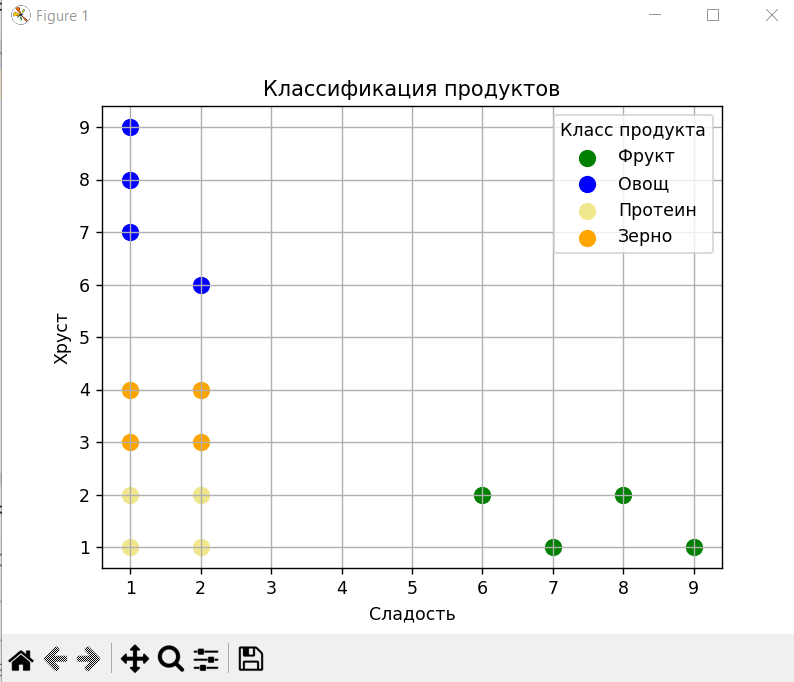 Figure 1
Классификация продуктов
Класс продукта
Фрукт
Овощ
Протеин
Зерно
Хруст
9
8
7
6
5
4
3
2
1
1 2 3 4 5 6 7 8 9
Сладость